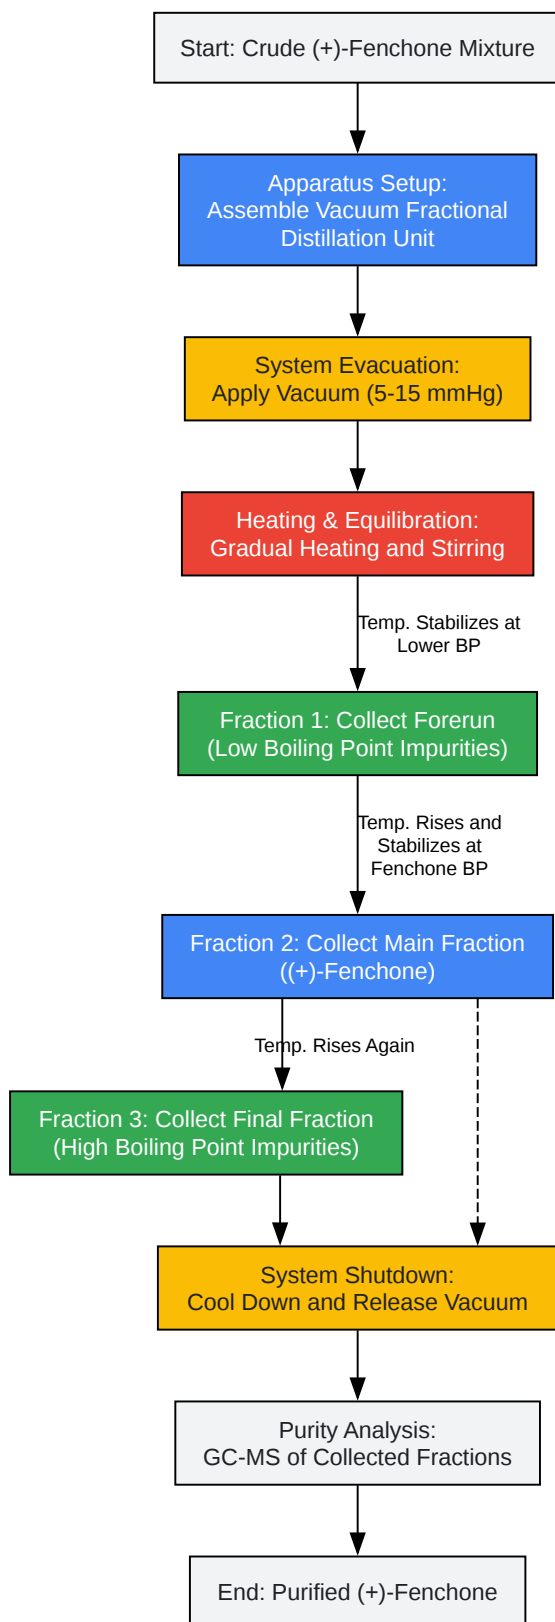 Start: Crude (+)-Fenchone Mixture
Apparatus Setup:
Assemble Vacuum Fractional
Distillation Unit
System Evacuation:
Apply Vacuum (5-15 mmHg)
Heating & Equilibration:
Gradual Heating and Stirring
Temp. Stabilizes at
Lower BP
Fraction 1: Collect Forerun
(Low Boiling Point Impurities)
Temp. Rises and
Stabilizes at
Fenchone BP
Fraction 2: Collect Main Fraction
((+)-Fenchone)
Temp. Rises Again
Fraction 3: Collect Final Fraction
(High Boiling Point Impurities)
System Shutdown:
Cool Down and Release Vacuum
Purity Analysis:
GC-MS of Collected Fractions
End: Purified (+)-Fenchone